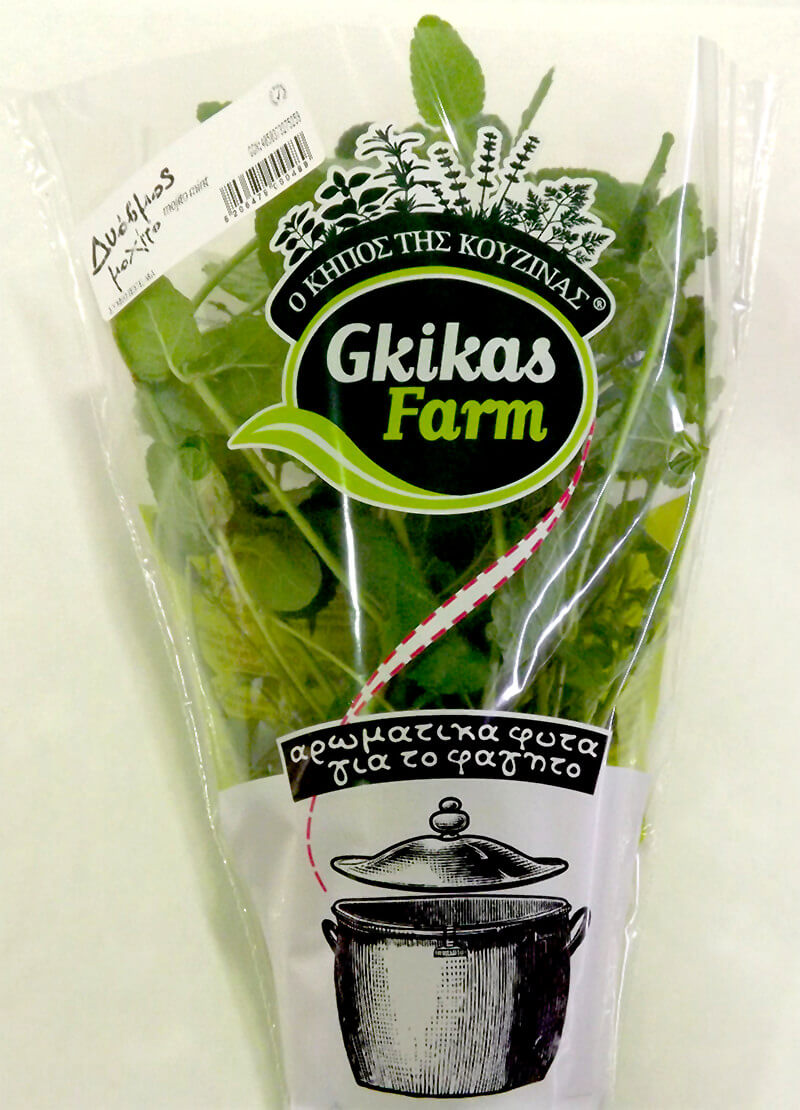 Δυόσμος
μοχίτο mojito mint
Ο ΚΗΠΟΣ ΤΗΣ ΚΟΥΖΙΝΑΣ ®
Gkikas
Farm
αρωματικα φυτα
για το φαγητο